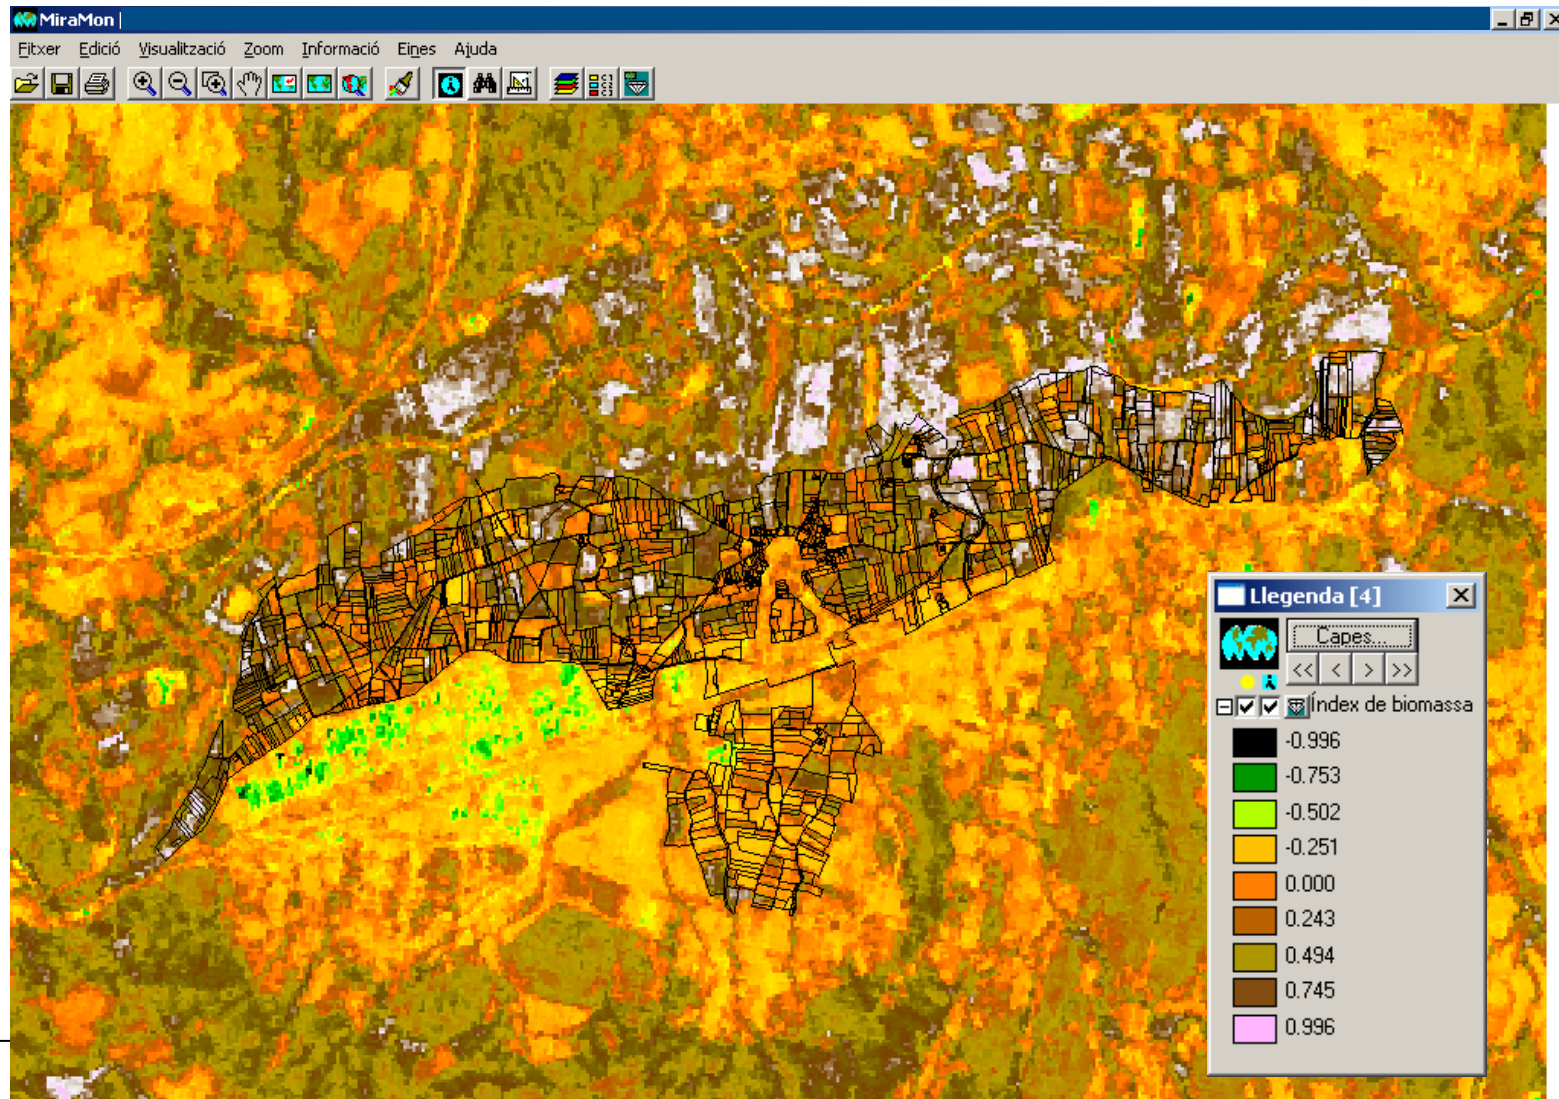 MiraMon
Fitxer Edició Visualització Zoom Informació Eines Ajuda
Llegenda [4]
Capes...
<< < > >>
Índex de biomassa
-0.996
-0.753
-0.502
-0.251
0.000
0.243
0.494
0.745
0.996